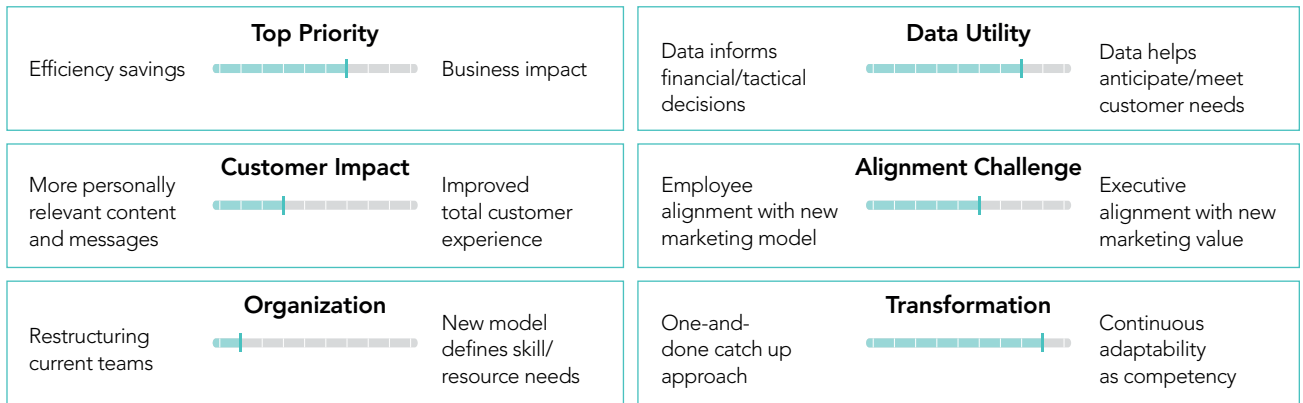 Top Priority
Efficiency savings
Business impact
Data Utility
Data informs
financial/tactical
decisions
Data helps
anticipate/meet
customer needs
Customer Impact
More personally
relevant content
and messages
Improved
total customer
experience
Alignment Challenge
Employee
alignment with new
marketing model
Executive
alignment with new
marketing value
Organization
Restructuring
current teams
New model
defines skill/
resource needs
Transformation
One-and-
done catch up
approach
Continuous
adaptability
as competency